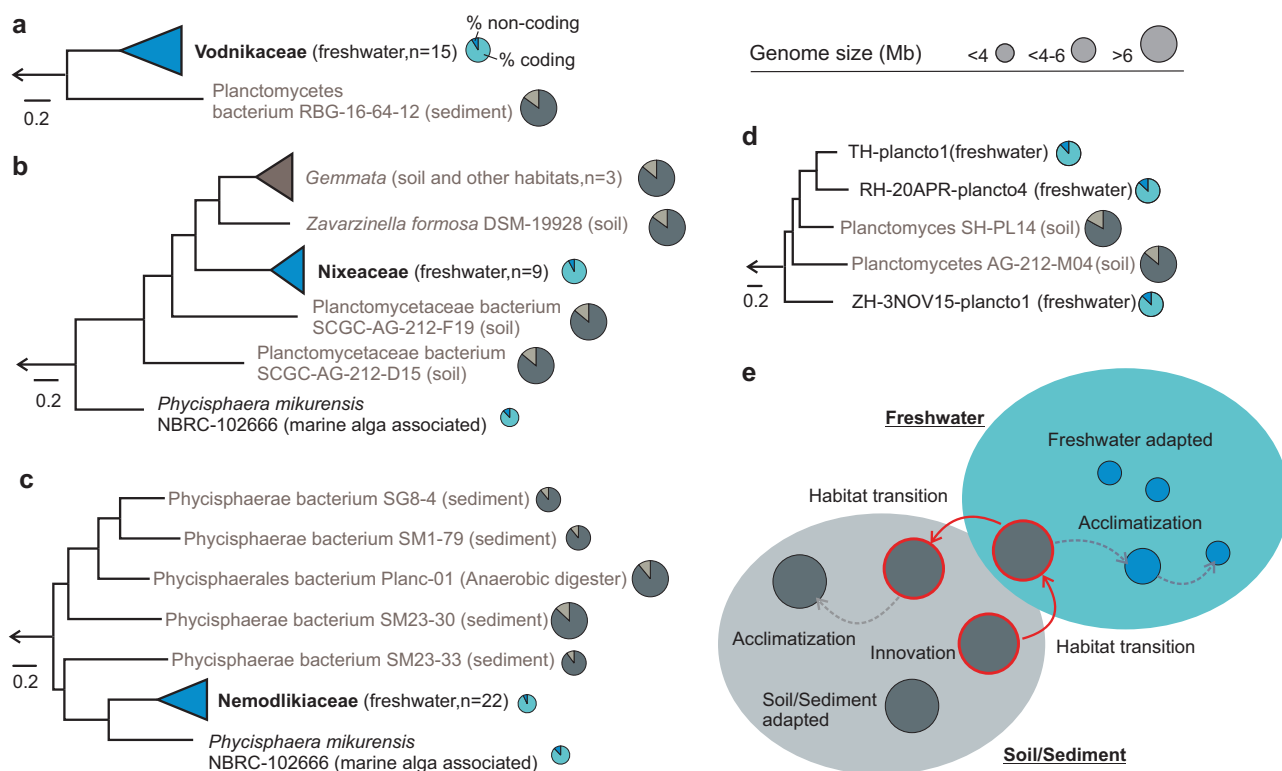 a
% non-coding
Vodnikaceae (freshwater,n=15)
% coding
0.2
Planctomycetes
bacterium RBG-16-64-12 (sediment)
Genome size (Mb)
<4
<4-6
>6
b
Gemmata (soil and other habitats,n=3)
Zavarzinella formosa DSM-19928 (soil)
Nixeaceae (freshwater,n=9)
Planctomycetaceae bacterium
SCGC-AG-212-F19 (soil)
Planctomycetaceae bacterium
SCGC-AG-212-D15 (soil)
0.2
Phycisphaera mikurensis
NBRC-102666 (marine alga associated)
c
Phycisphaerae bacterium SG8-4 (sediment)
Phycisphaerae bacterium SM1-79 (sediment)
Phycisphaerales bacterium Planc-01 (Anaerobic digester)
Phycisphaerae bacterium SM23-30 (sediment)
Phycisphaerae bacterium SM23-33 (sediment)
0.2
Nemodlikiaceae (freshwater,n=22)
Phycisphaera mikurensis
NBRC-102666 (marine alga associated)
d
TH-plancto1(freshwater)
RH-20APR-plancto4 (freshwater)
Planctomyces SH-PL14 (soil)
Planctomycetes AG-212-M04(soil)
0.2
ZH-3NOV15-plancto1 (freshwater)
e
Freshwater
Freshwater adapted
Habitat transition
Acclimatization
Acclimatization
Innovation
Habitat transition
Soil/Sediment
adapted
Soil/Sediment